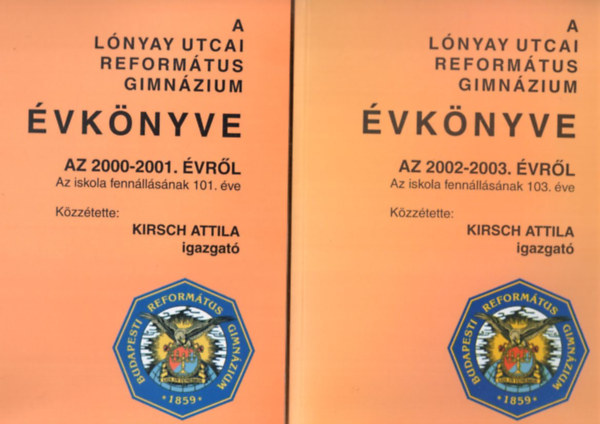 A
LÓNYAY UTCAI
REFORMÁTUS
GIMNÁZIUM
ÉVKÖNYVE
AZ 2000-2001. ÉVRŐL
Az iskola fennállásának 101. éve
Közzétette:
KIRSCH ATTILA
igazgató
BUDAPESTI REFORMÁTUS GIMNÁZIUM
•1859•
A
LÓNYAY UTCAI
REFORMÁTUS
GIMNÁZIUM
ÉVKÖNYVE
AZ 2002-2003. ÉVRŐL
Az iskola fennállásának 103. éve
Közzétette:
KIRSCH ATTILA
igazgató
BUDAPESTI REFORMÁTUS GIMNÁZIUM
•1859•